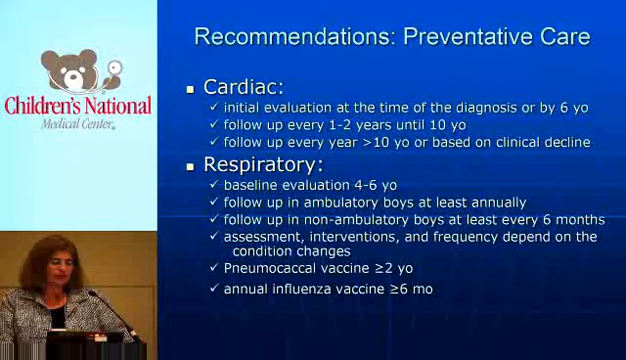 Recommendations: Preventative Care
Children's National
Medical Center
Cardiac:
initial evaluation at the time of the diagnosis or by 6 yo
follow up every 1-2 years until 10 yo
follow up every year >10 yo or based on clinical decline
Respiratory:
baseline evaluation 4-6 yo
follow up in ambulatory boys at least annually
follow up in non-ambulatory boys at least every 6 months
assessment, interventions, and frequency depend on the
condition changes
Pneumocaccal vaccine ≥2 yo
annual influenza vaccine ≥6 mo